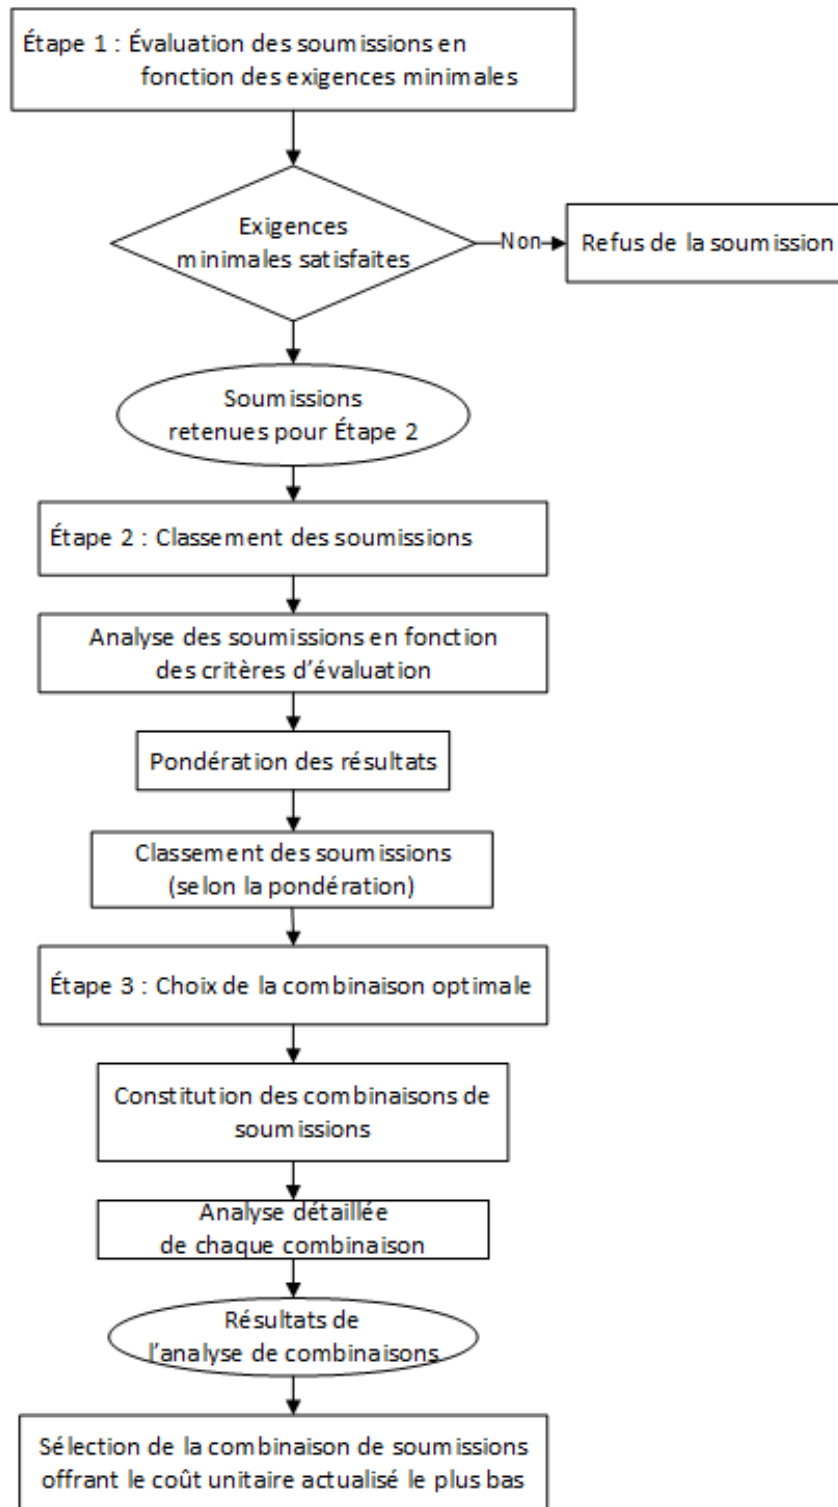 Étape 1 : Évaluation des soumissions en
fonction des exigences minimales
Exigences
minimales satisfaites
Non
Refus de la soumission
Soumissions
retenues pour Étape 2
Étape 2 : Classement des soumissions
Analyse des soumissions en fonction
des critères d'évaluation
Pondération des résultats
Classement des soumissions
(selon la pondération)
Étape 3 : Choix de la combinaison optimale
Constitution des combinaisons de
soumissions
Analyse détaillée
de chaque combinaison
Résultats de
l'analyse de combinaisons
Sélection de la combinaison de soumissions
offrant le coût unitaire actualisé le plus bas